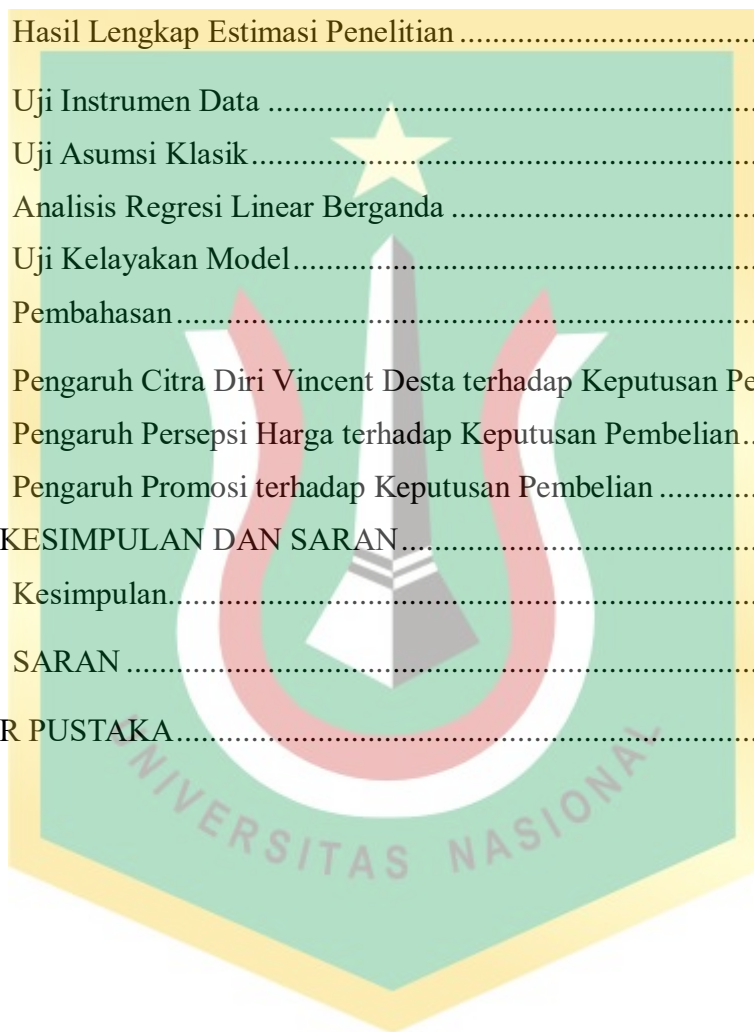 Hasil Lengkap Estimasi Penelitian ..................................
Uji Instrumen Data ..........................................................
Uji Asumsi Klasik............................................................
Analisis Regresi Linear Berganda ...................................
Uji Kelayakan Model.......................................................
Pembahasan.....................................................................
Pengaruh Citra Diri Vincent Desta terhadap Keputusan Pe
Pengaruh Persepsi Harga terhadap Keputusan Pembelian..
Pengaruh Promosi terhadap Keputusan Pembelian ...........
KESIMPULAN DAN SARAN..........................................
Kesimpulan......................................................................
SARAN ...........................................................................
R PUSTAKA.....................................................................
UNIVERSITAS NASIONAL